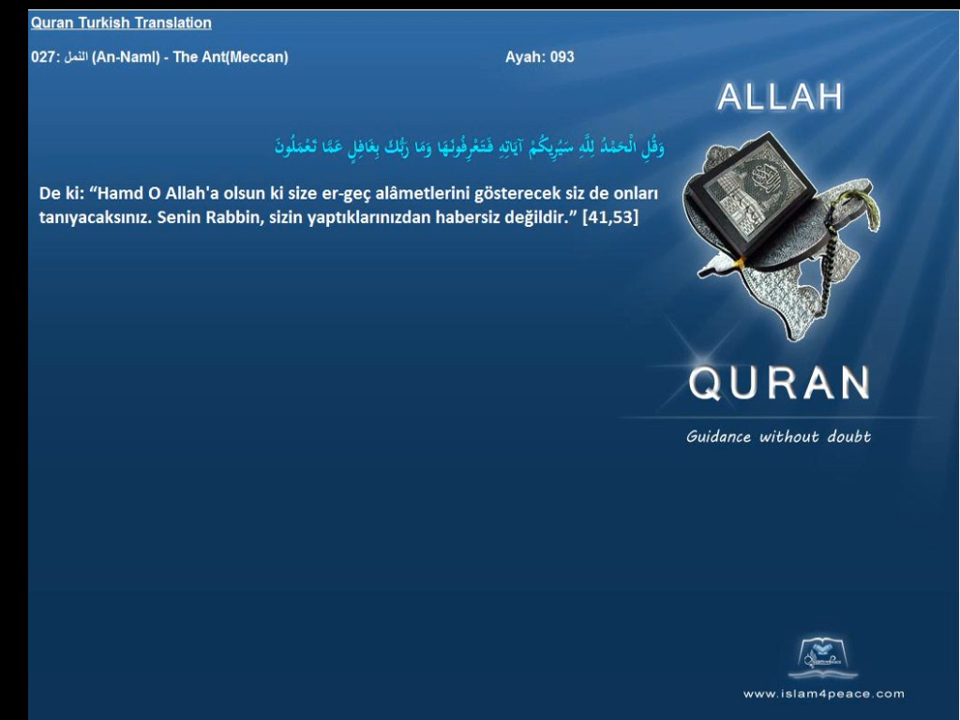 Quran Turkish Translation
027: النمل (An-Naml) - The Ant(Meccan) Ayah: 093
ALLAH
وَقُلِ الْحَمْدُ لِلَّهِ سَيُرِيكُمْ آيَاتِهِ فَتَعْرِفُونَهَا وَمَا رَبُّكَ بِغَافِلٍ عَمَّا تَعْمَلُونَ
De ki: “Hamd O Allah'a olsun ki size er-geç alâmetlerini gösterecek siz de onları
tanıyacaksınız. Senin Rabbin, sizin yaptıklarınızdan habersiz değildir.” [41,53]
QURAN
Guidance without doubt
www.islam4peace.com